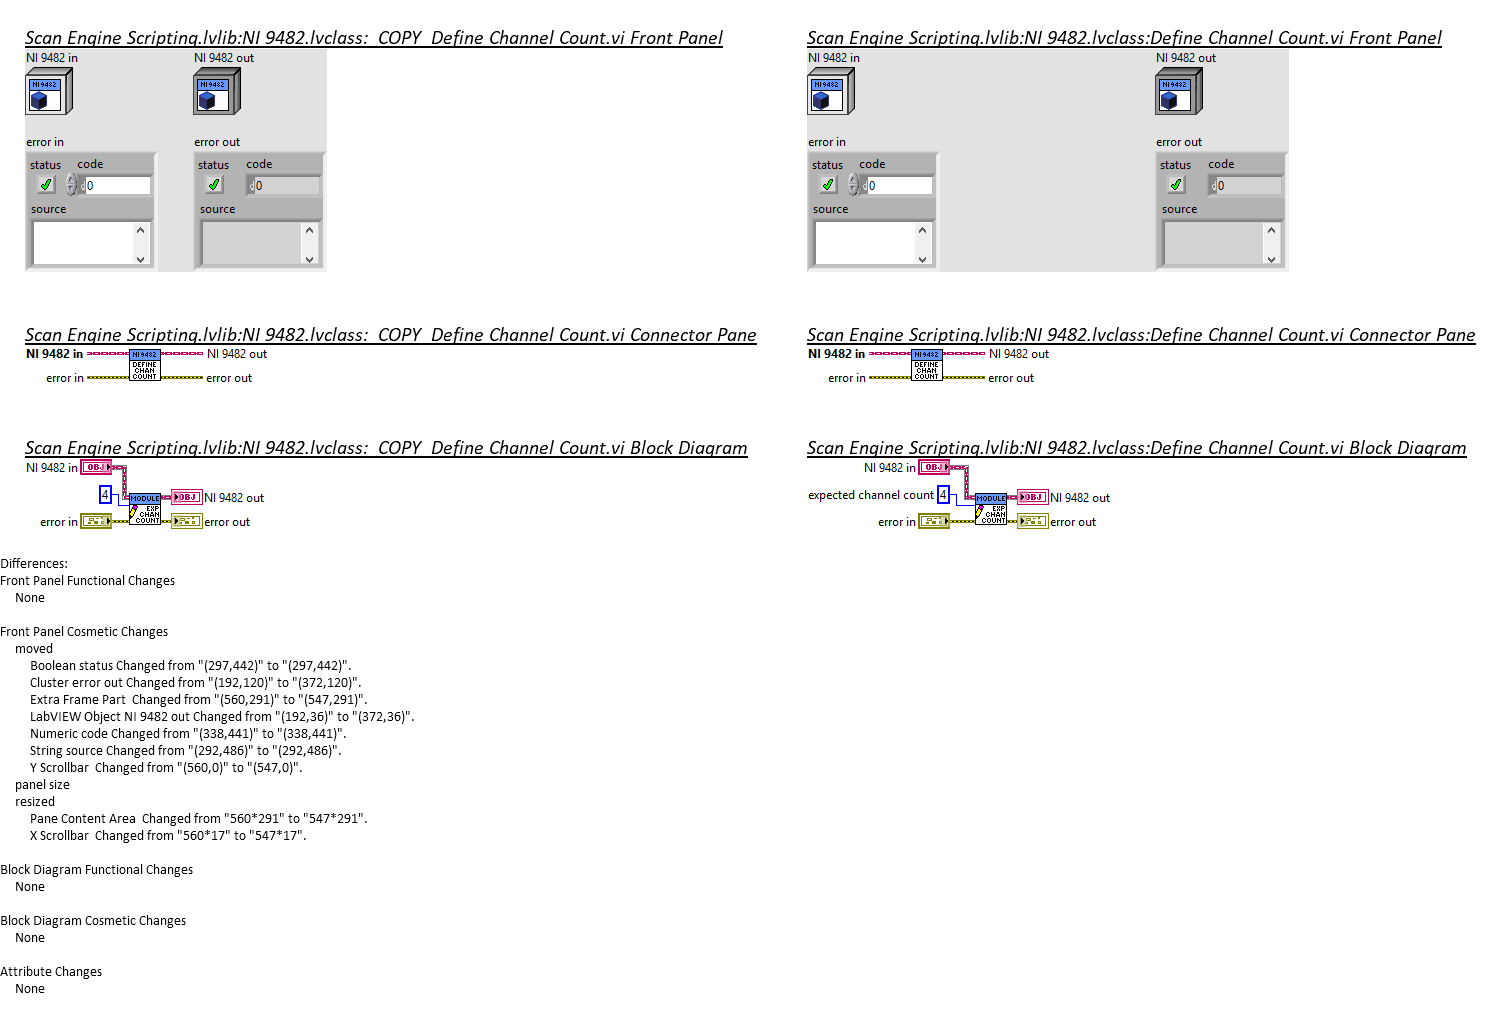 Scan Engine Scripting.lvlib:NI 9482.lvclass:  COPY  Define Channel Count.vi Front Panel
NI 9482 in
NI 9482 out
NI 9482
NI 9482
error in
error out
status
code
0
source
status
code
d 0
source
Scan Engine Scripting.lvlib:NI 9482.lvclass:Define Channel Count.vi Front Panel
NI 9482 in
NI 9482 out
NI 9482
NI 9482
error in
error out
status
code
0
source
status
code
d 0
source
Scan Engine Scripting.lvlib:NI 9482.lvclass:  COPY  Define Channel Count.vi Connector Pane
NI 9482 in
NI 9482
NI 9482 out
DEFINE
CHAN
COUNT
error in
error out
Scan Engine Scripting.lvlib:NI 9482.lvclass:Define Channel Count.vi Connector Pane
NI 9482 in
NI 9482
NI 9482 out
DEFINE
CHAN
COUNT
error in
error out
Scan Engine Scripting.lvlib:NI 9482.lvclass:  COPY  Define Channel Count.vi Block Diagram
NI 9482 in
OBJ
4
MODULE
OBJ
NI 9482 out
EXP
CHAN
COUNT
error in
error out
Scan Engine Scripting.lvlib:NI 9482.lvclass:Define Channel Count.vi Block Diagram
NI 9482 in
OBJ
expected channel count
4
MODULE
OBJ
NI 9482 out
EXP
CHAN
COUNT
error in
error out
Differences:
Front Panel Functional Changes
None
Front Panel Cosmetic Changes
moved
Boolean status Changed from "(297,442)" to "(297,442)".
Cluster error out Changed from "(192,120)" to "(372,120)".
Extra Frame Part  Changed from "(560,291)" to "(547,291)".
LabVIEW Object NI 9482 out Changed from "(192,36)" to "(372,36)".
Numeric code Changed from "(338,441)" to "(338,441)".
String source Changed from "(292,486)" to "(292,486)".
Y Scrollbar  Changed from "(560,0)" to "(547,0)".
panel size
resized
Pane Content Area  Changed from "560*291" to "547*291".
X Scrollbar  Changed from "560*17" to "547*17".
Block Diagram Functional Changes
None
Block Diagram Cosmetic Changes
None
Attribute Changes
None